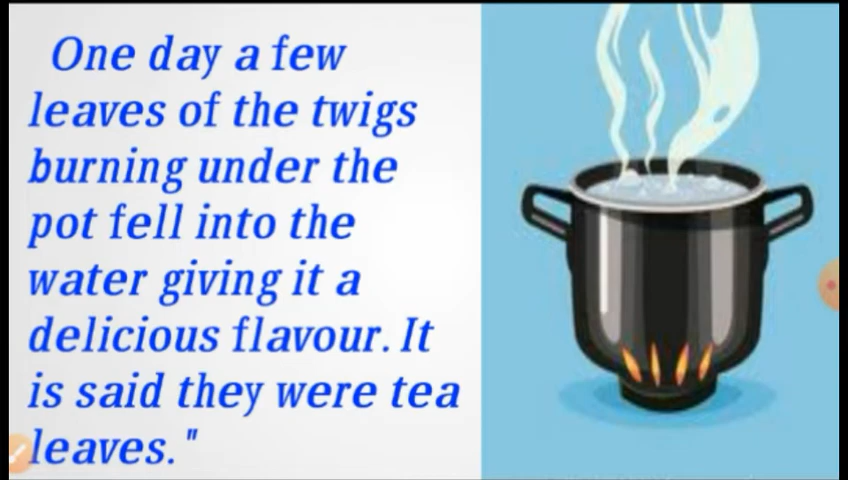 One day a few
leaves of the twigs
burning under the
pot fell into the
water giving it a
delicious flavour. It
is said they were tea
leaves."